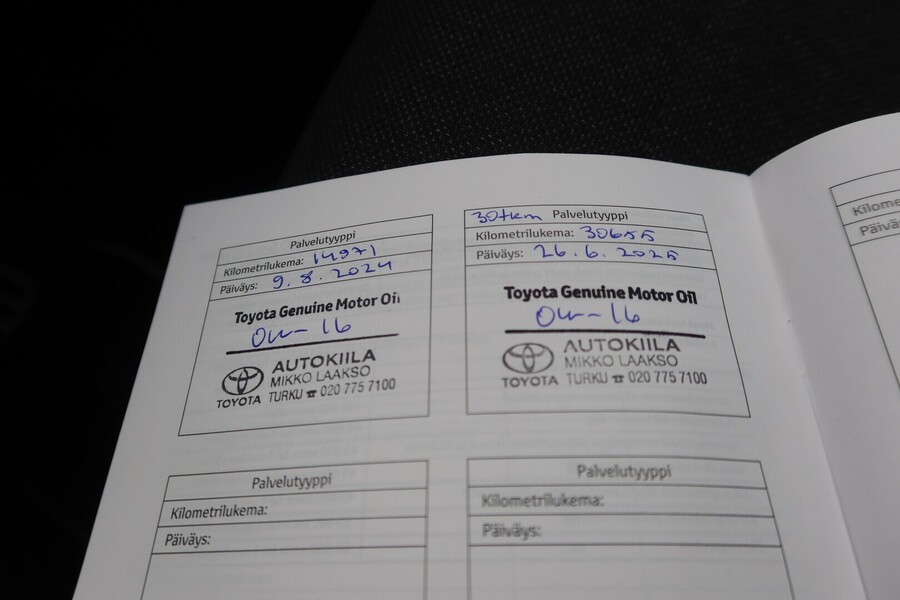 Palvelutyyppi
Kilometrilukema: 14971
Päiväys: 9.8.2024
Toyota Genuine Motor Oil
0w-16
AUTOKIILA
MIKKO LAAKSO
TOYOTA TURKU ☎ 020 775 7100
30tkm Palvelutyyppi
Kilometrilukema: 30655
Päiväys: 26.6.2025
Toyota Genuine Motor Oil
0w-16
AUTOKIILA
MIKKO LAAKSO
TOYOTA TURKU ☎ 020 775 7100
Palvelutyyppi
Kilometrilukema:
Päiväys:
Palvelutyyppi
Kilometrilukema:
Päiväys: